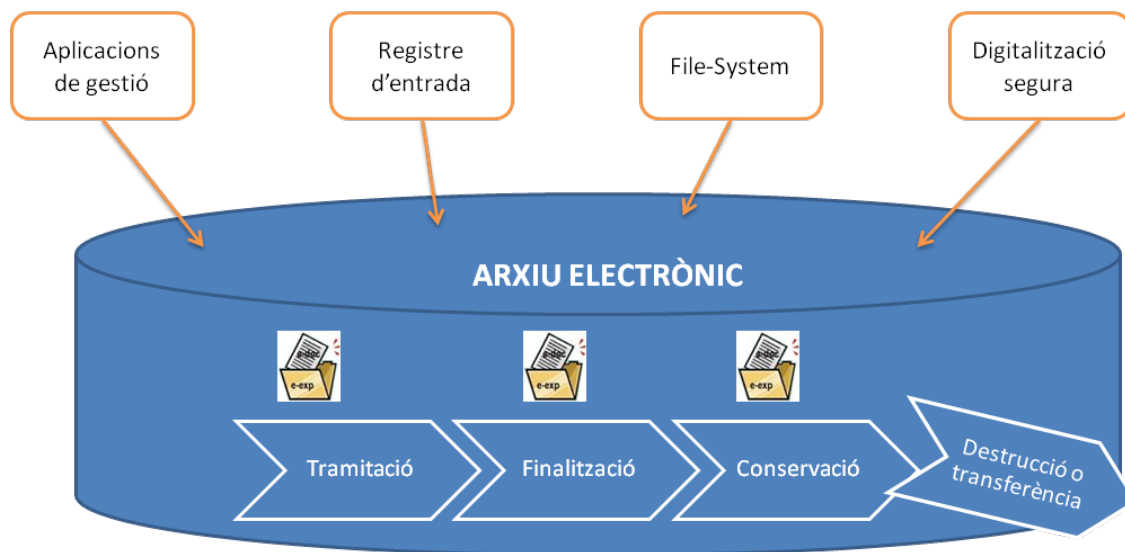 Aplicacions
de gestió
Registre
d'entrada
File-System
Digitalització
segura
ARXIU ELECTRÒNIC
e-doc
e-exp
e-doc
e-exp
e-doc
e-exp
Tramitació
Finalització
Conservació
Destrucció o
transferència